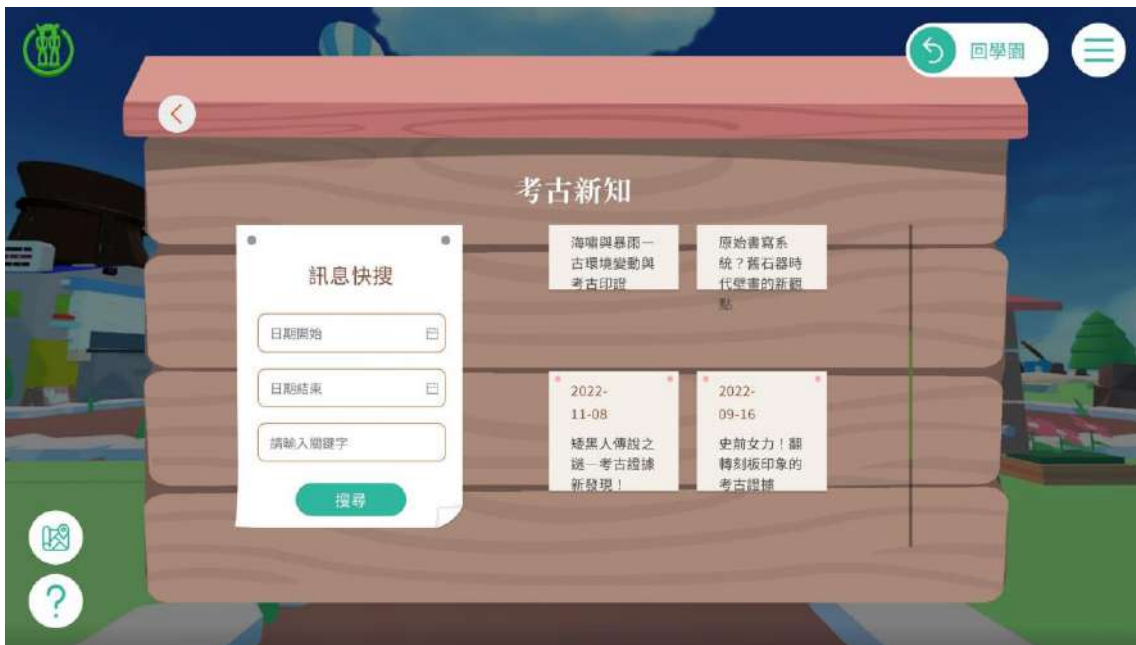 回學園
考古新知
訊息快搜
日期開始
日期結束
請輸入關鍵字
搜尋
海嘯與暴雨—
古環境變動與
考古印證
原始書寫系
統？舊石器時
代壁畫的新觀
點
2022-
11-08
矮黑人傳說之
謎—考古證據
新發現！
2022-
09-16
史前女力！翻
轉刻板印象的
考古證據